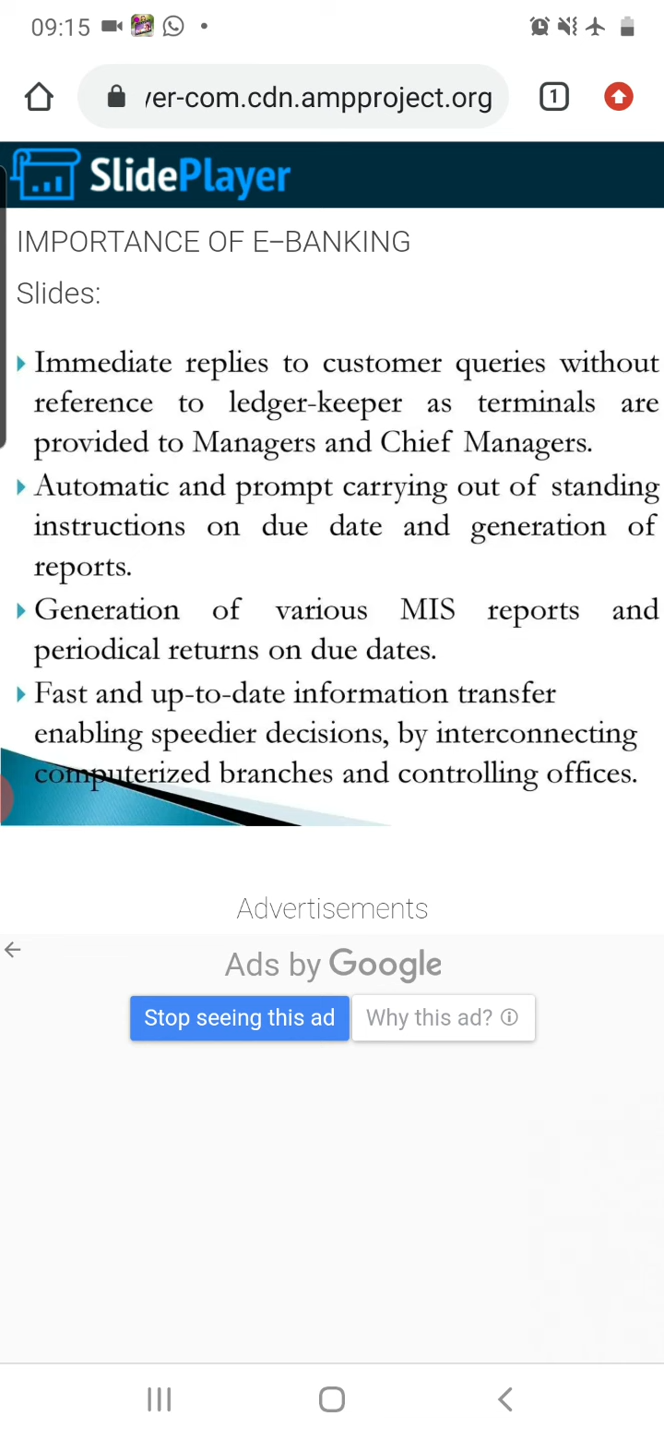 09:15
/er-com.cdn.ampproject.org
1
SlidePlayer
IMPORTANCE OF E-BANKING
Slides:
Immediate replies to customer queries without
reference to ledger-keeper as terminals are
provided to Managers and Chief Managers.
Automatic and prompt carrying out of standing
instructions on due date and generation of
reports.
Generation of various MIS reports and
periodical returns on due dates.
Fast and up-to-date information transfer
enabling speedier decisions, by interconnecting
computerized branches and controlling offices.
Advertisements
Ads by Google
Stop seeing this ad
Why this ad?